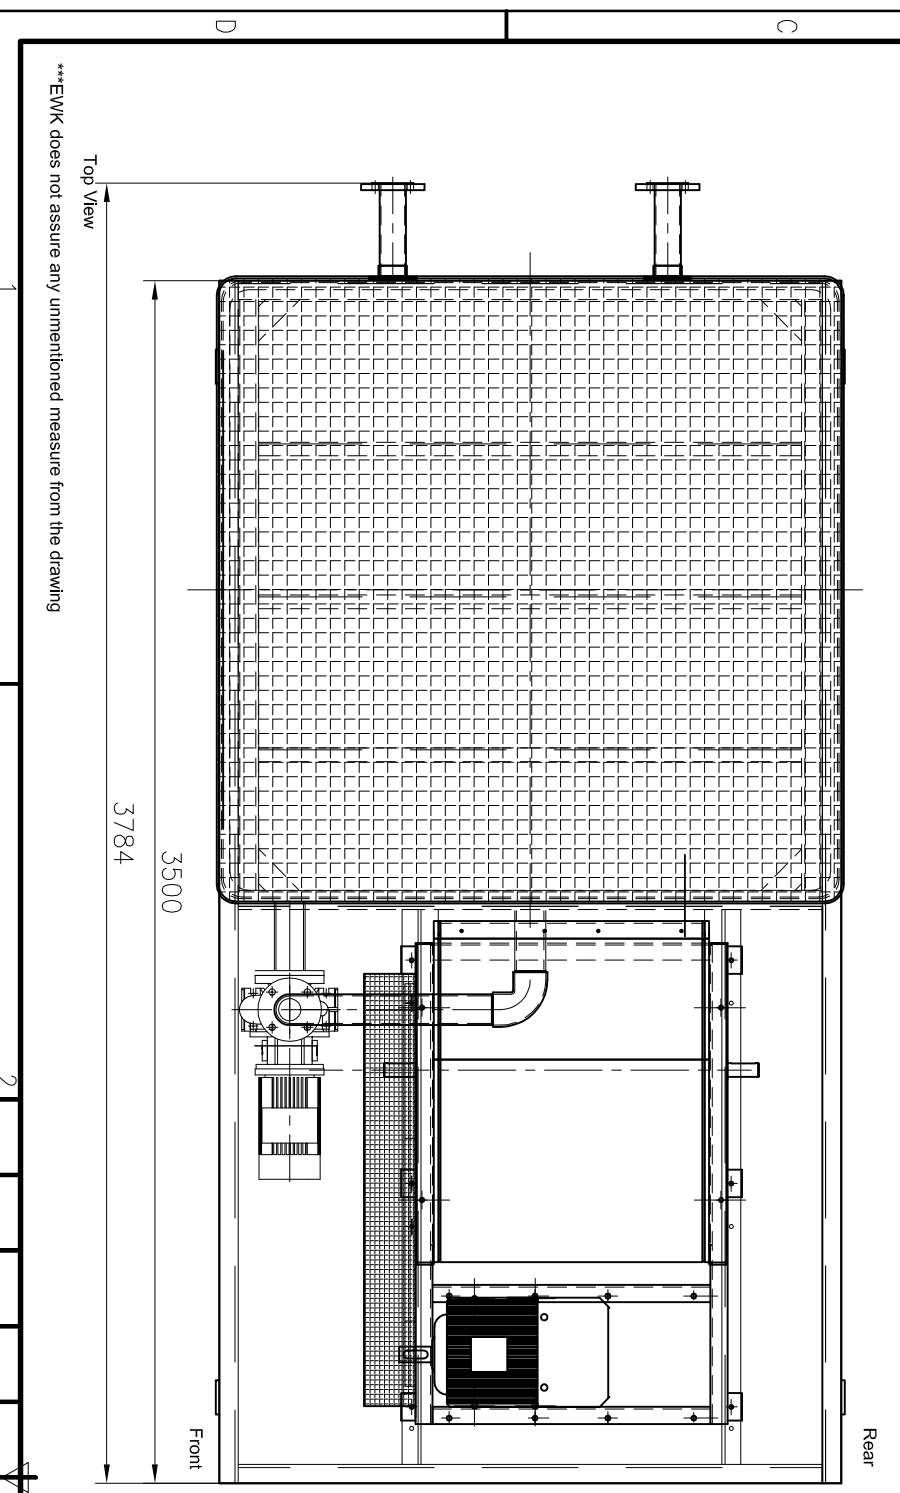 D
C
***EWK does not assure any unmentioned measure from the drawing
Top View
1
3784
3500
2
Front
Rear